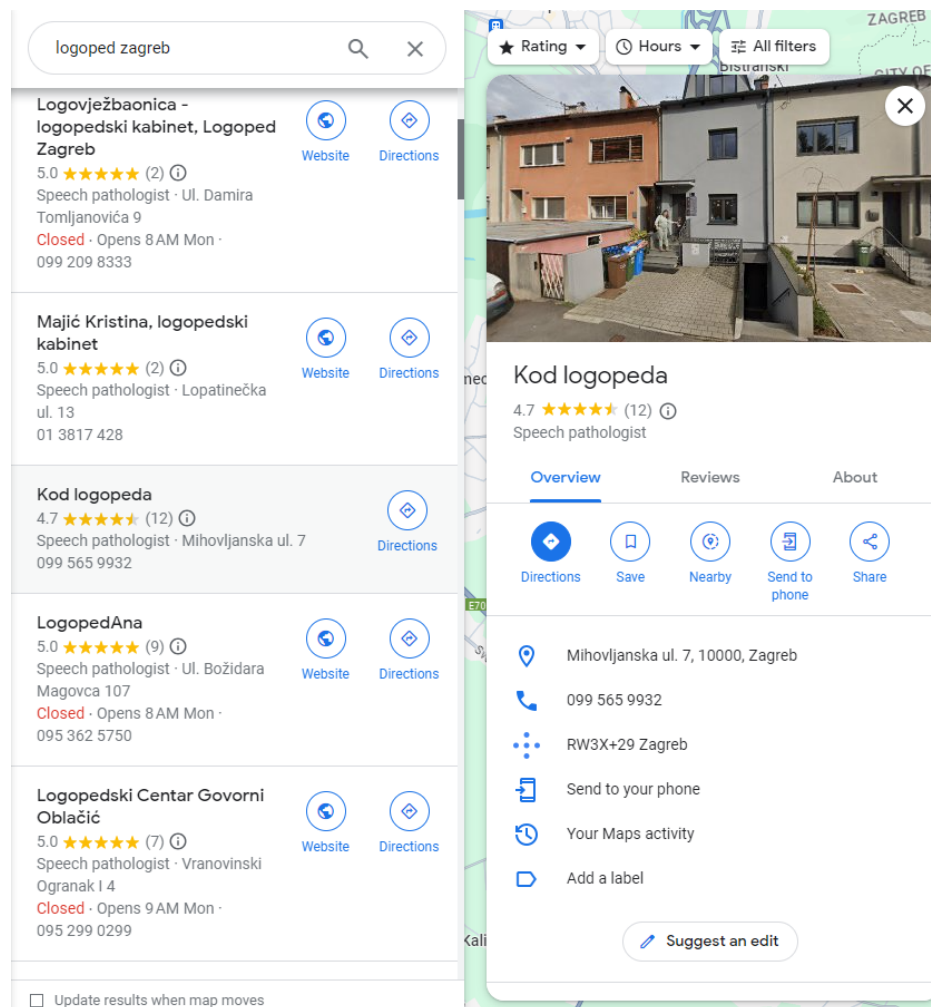 logoped zagreb
Logovježbaonica -
logopedski kabinet, Logoped
Zagreb
5.0 (2)
Speech pathologist · Ul. Damira
Tomljanovića 9
Closed · Opens 8 AM Mon ·
099 209 8333
Website
Directions
Majić Kristina, logopedski
kabinet
5.0 (2)
Speech pathologist · Lopatinečka
ul. 13
01 3817 428
Website
Directions
Kod logopeda
4.7 (12)
Speech pathologist · Mihovljanska ul. 7
099 565 9932
Directions
LogopedAna
5.0 (9)
Speech pathologist · Ul. Božidara
Magovca 107
Closed · Opens 8 AM Mon ·
095 362 5750
Website
Directions
Logopedski Centar Govorni
Oblačić
5.0 (7)
Speech pathologist · Vranovinski
Ogranak I 4
Closed · Opens 9 AM Mon ·
095 299 0299
Website
Directions
Update results when map moves
ZAGREB
Rating
Hours
All filters
Bistranski
CITY OF
E70
Kod logopeda
4.7 (12)
Speech pathologist
Overview
Reviews
About
Directions
Save
Nearby
Send to
phone
Share
Mihovljanska ul. 7, 10000, Zagreb
099 565 9932
RW3X+29 Zagreb
Send to your phone
Your Maps activity
Add a label
Suggest an edit